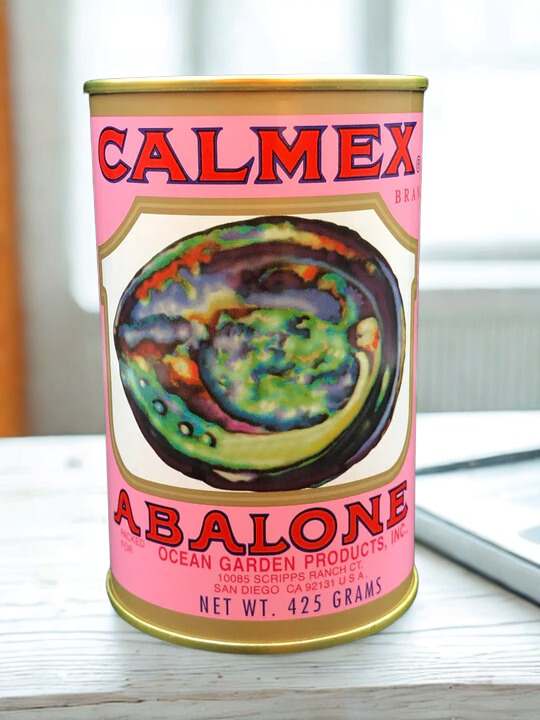 CALMEX®
BRAN
ABALONE
PACKED
FOR
OCEAN GARDEN PRODUCTS, INC.
10085 SCRIPPS RANCH CT.
SAN DIEGO CA 92131 U S A.
NET WT. 425 GRAMS